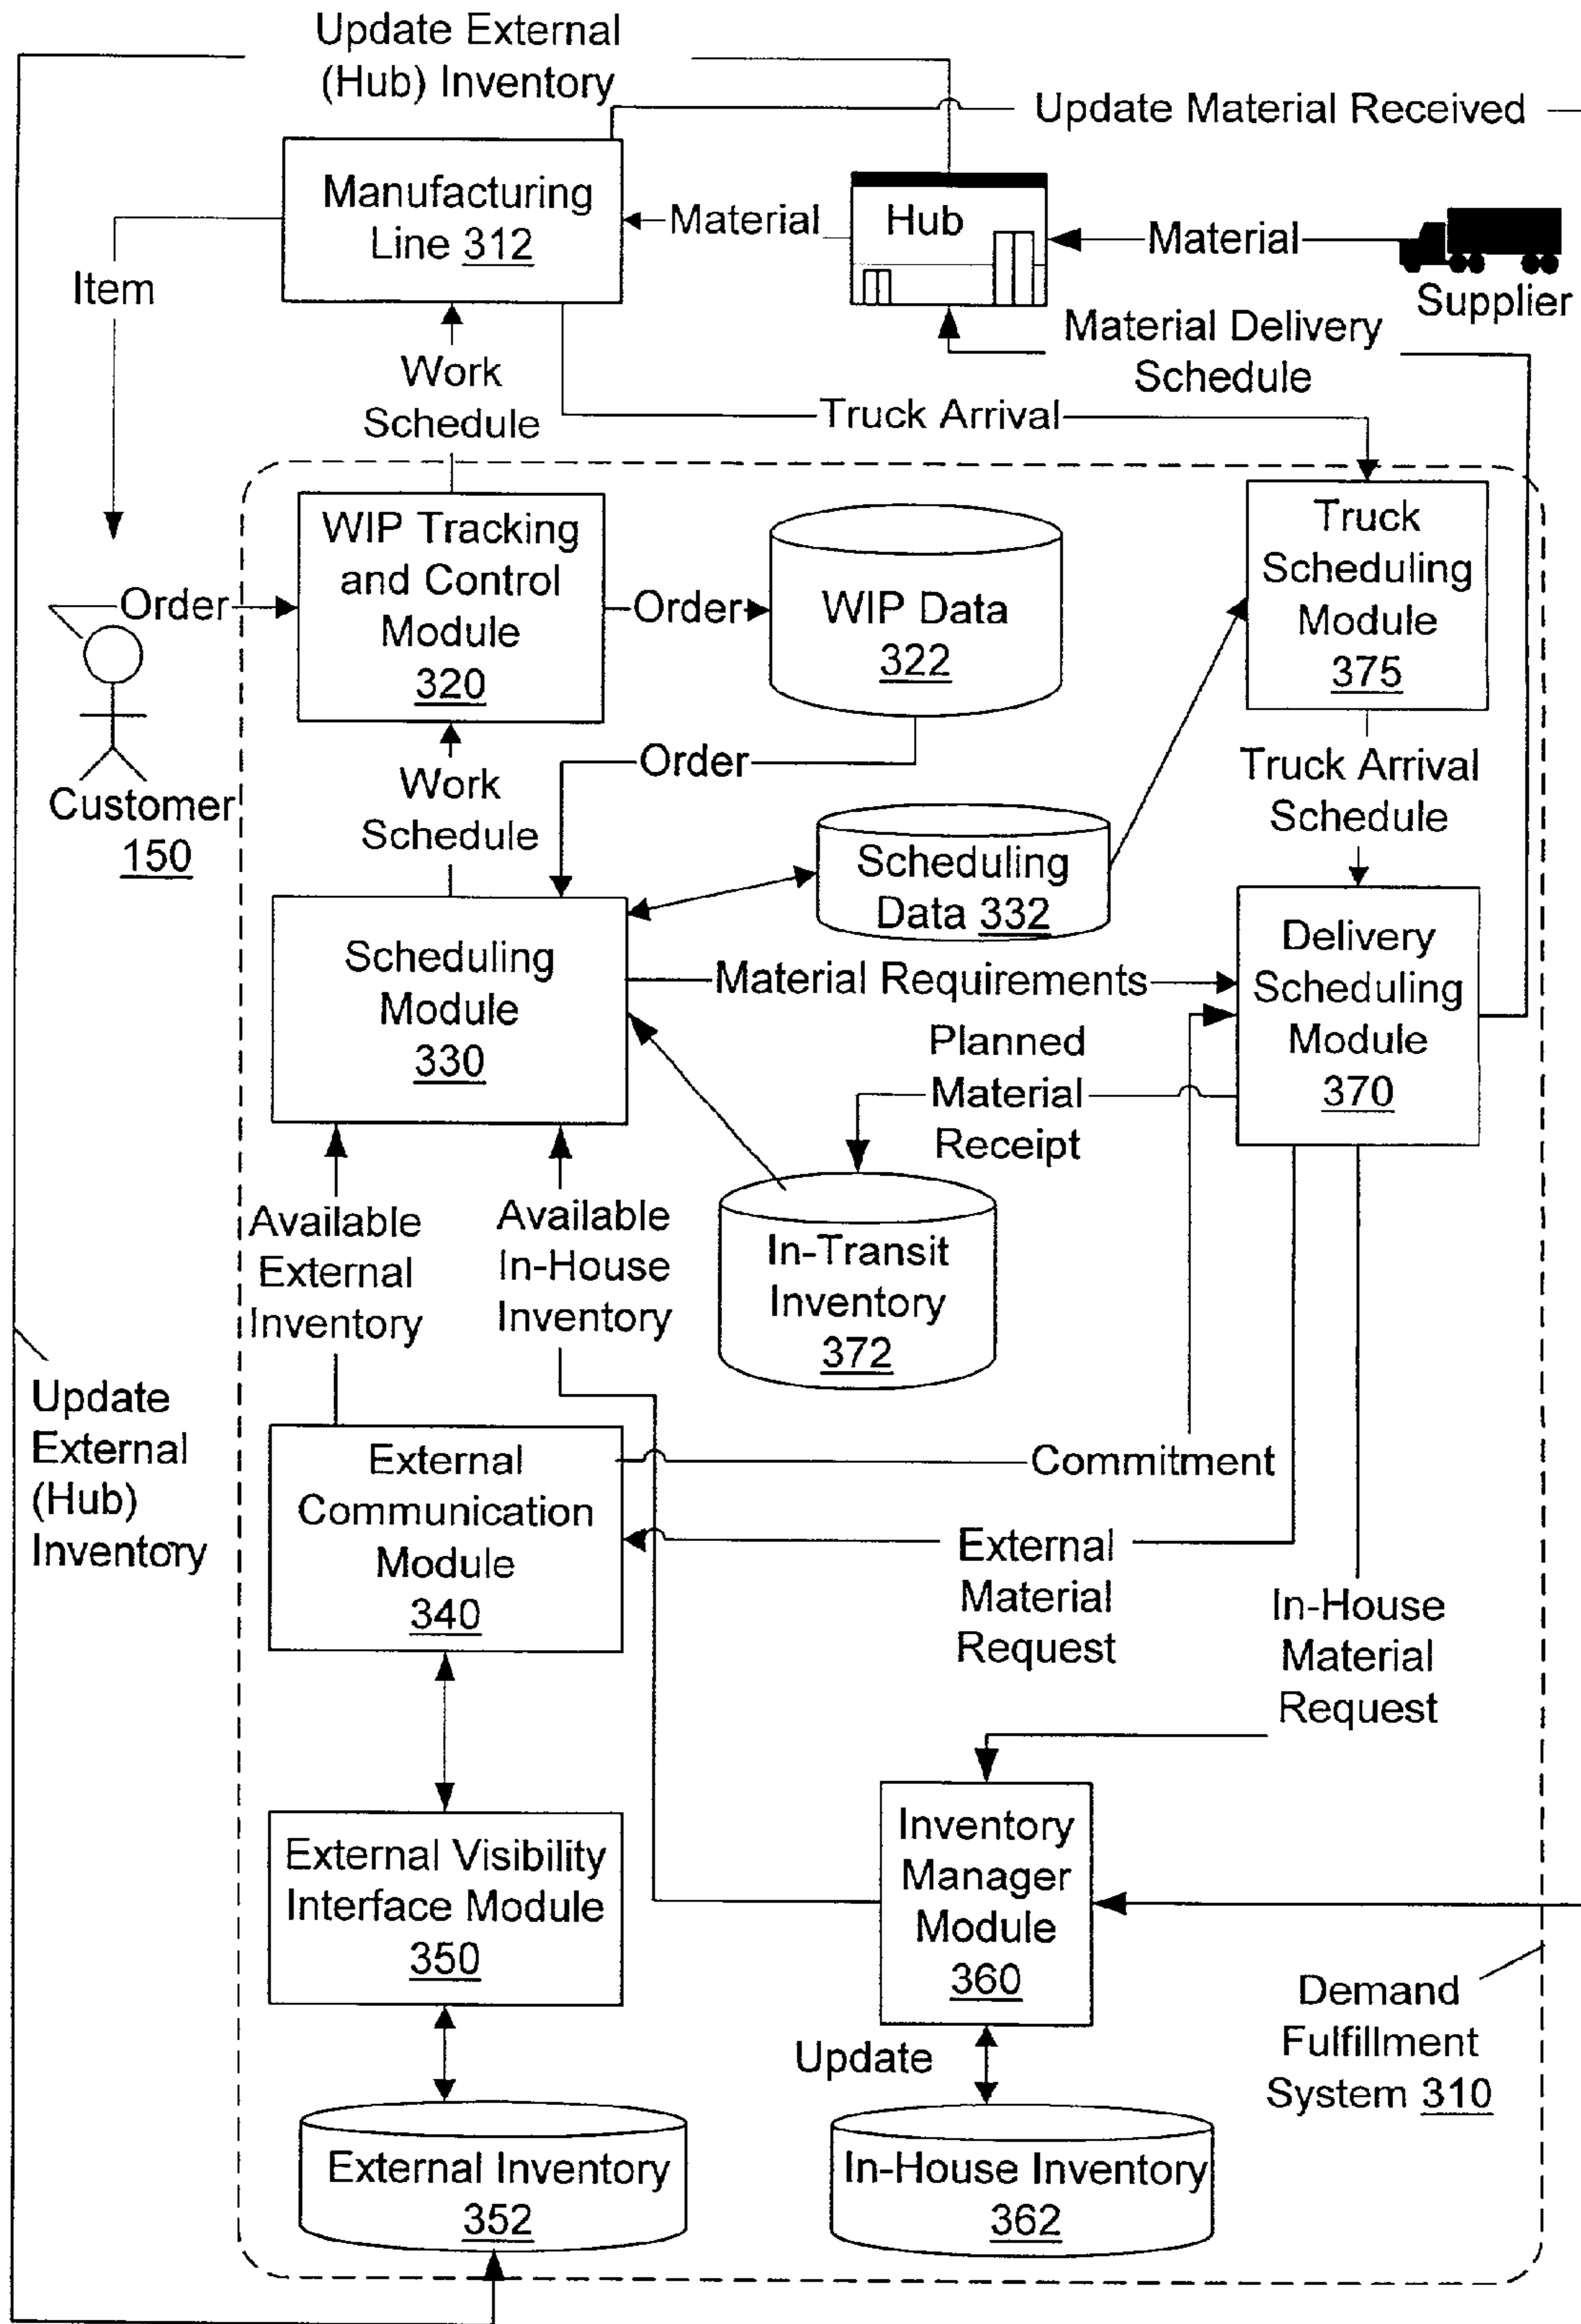 Update External
(Hub) Inventory
Update Material Received
Manufacturing
Line 312
Material
Hub
Material
Supplier
Item
Material Delivery
Schedule
Work
Schedule
Truck Arrival
WIP Tracking
and Control
Module
320
Order
Order
WIP Data
322
Truck
Scheduling
Module
375
Customer
150
Order
Work
Schedule
Truck Arrival
Schedule
Scheduling
Data 332
Scheduling
Module
330
Material Requirements
Delivery
Scheduling
Module
370
Planned
Material
Receipt
Available
External
Inventory
Available
In-House
Inventory
In-Transit
Inventory
372
Update
External
(Hub)
Inventory
External
Communication
Module
340
Commitment
External
Material
Request
In-House
Material
Request
External Visibility
Interface Module
350
Inventory
Manager
Module
360
Update
Demand
Fulfillment
System 310
External Inventory
352
In-House Inventory
362